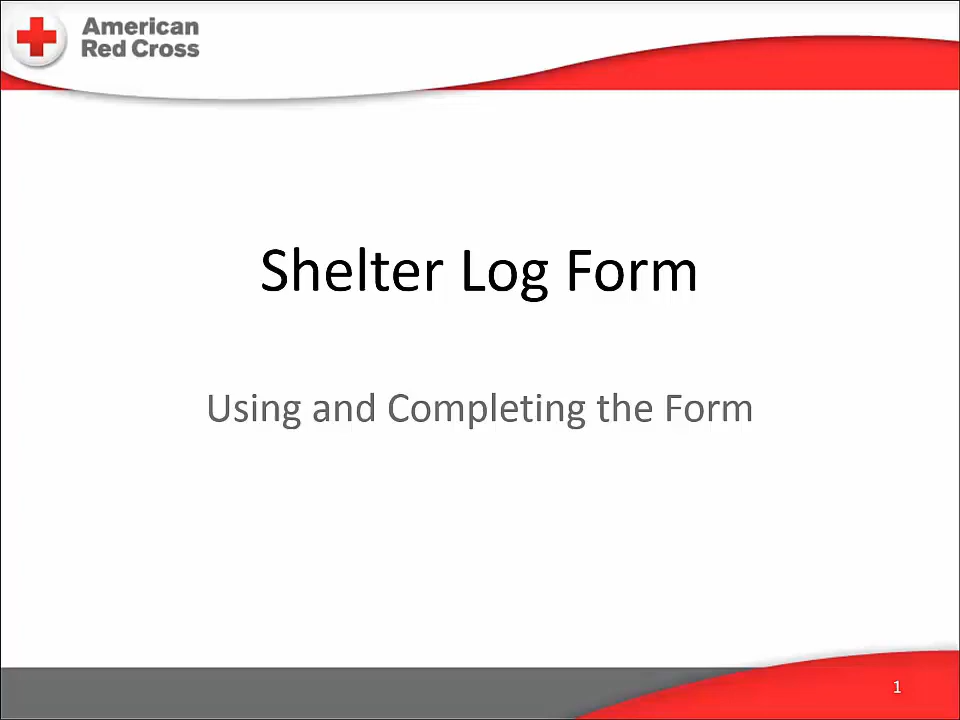 American
Red Cross
Shelter Log Form
Using and Completing the Form
1